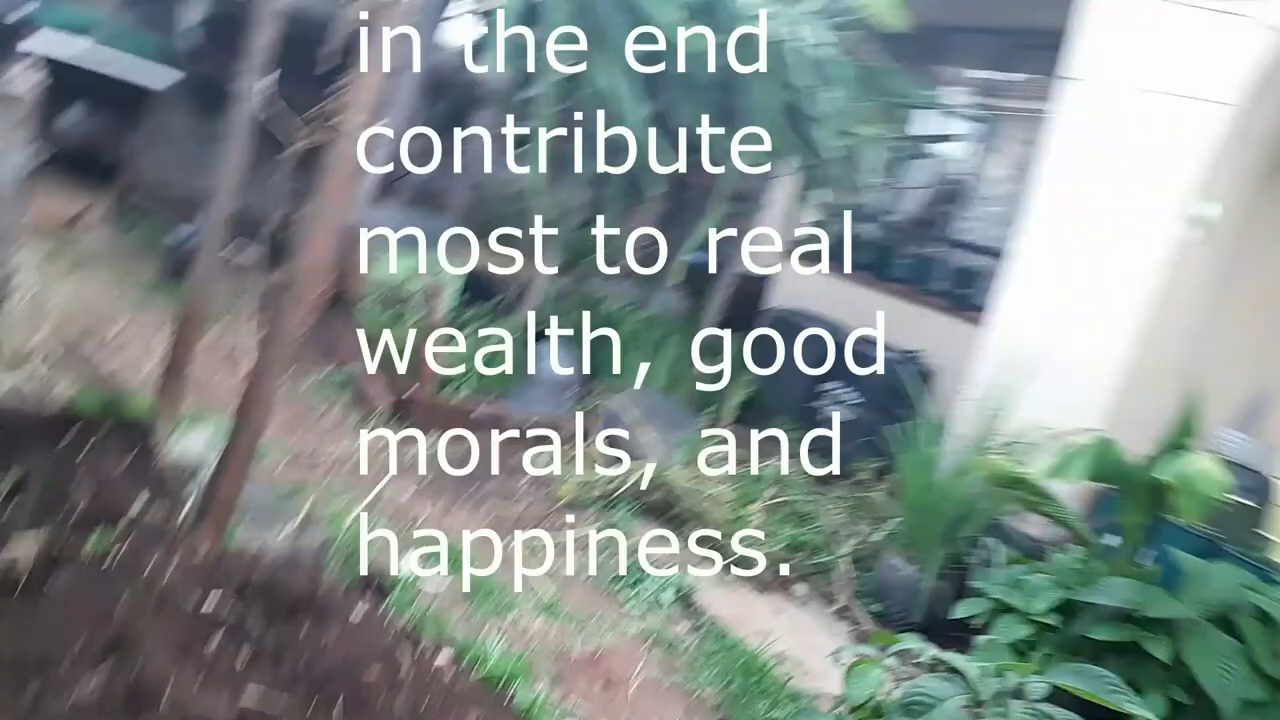 in the end
contribute
most to real
wealth, good
morals, and
happiness.